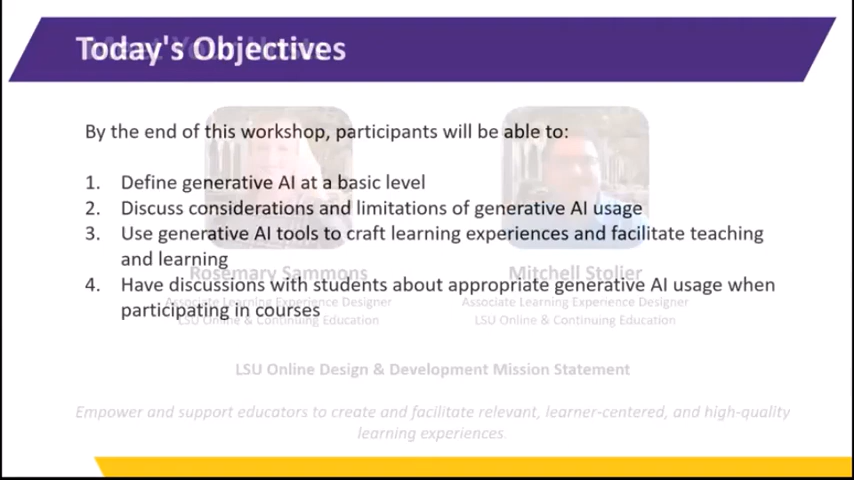 Today's Objectives
By the end of this workshop, participants will be able to:
1. Define generative AI at a basic level
2. Discuss considerations and limitations of generative AI usage
3. Use generative AI tools to craft learning experiences and facilitate teaching
and learning
4. Have discussions with students about appropriate generative AI usage when
participating in courses
Rosemary Sammons
Associate Learning Experience Designer
LSU Online & Continuing Education
Mitchell Stolier
Associate Learning Experience Designer
LSU Online & Continuing Education
LSU Online Design & Development Mission Statement
Empower and support educators to create and facilitate relevant, learner-centered, and high-quality
learning experiences.